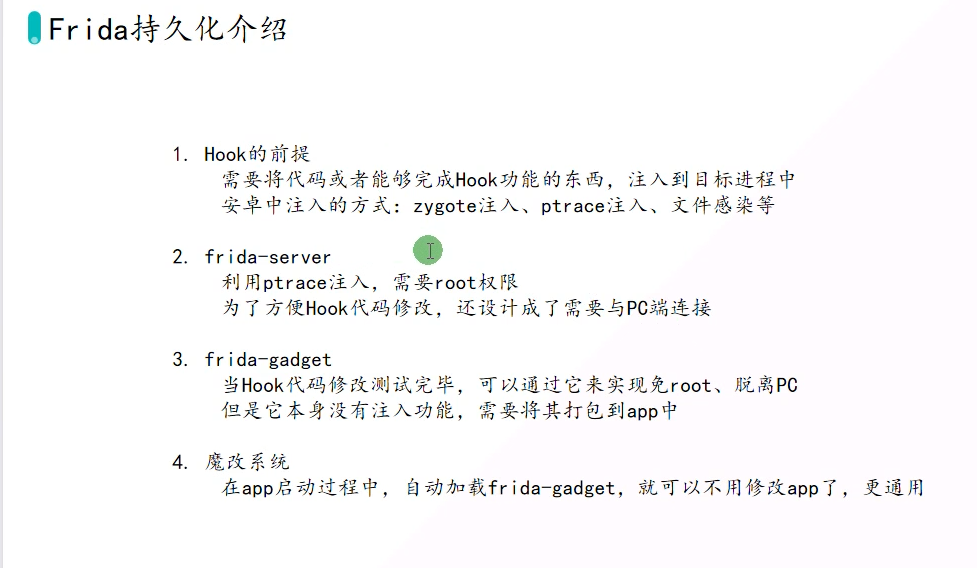 Frida持久化介绍
1. Hook的前提
需要将代码或者能够完成Hook功能的东西，注入到目标进程中
安卓中注入的方式：zygote注入、ptrace注入、文件感染等
2. frida-server
利用ptrace注入，需要root权限
为了方便Hook代码修改，还设计成了需要与PC端连接
3. frida-gadget
当Hook代码修改测试完毕，可以通过它来实现免root、脱离PC
但是它本身没有注入功能，需要将其打包到app中
4. 魔改系统
在app启动过程中，自动加载frida-gadget，就可以不用修改app了，更通用